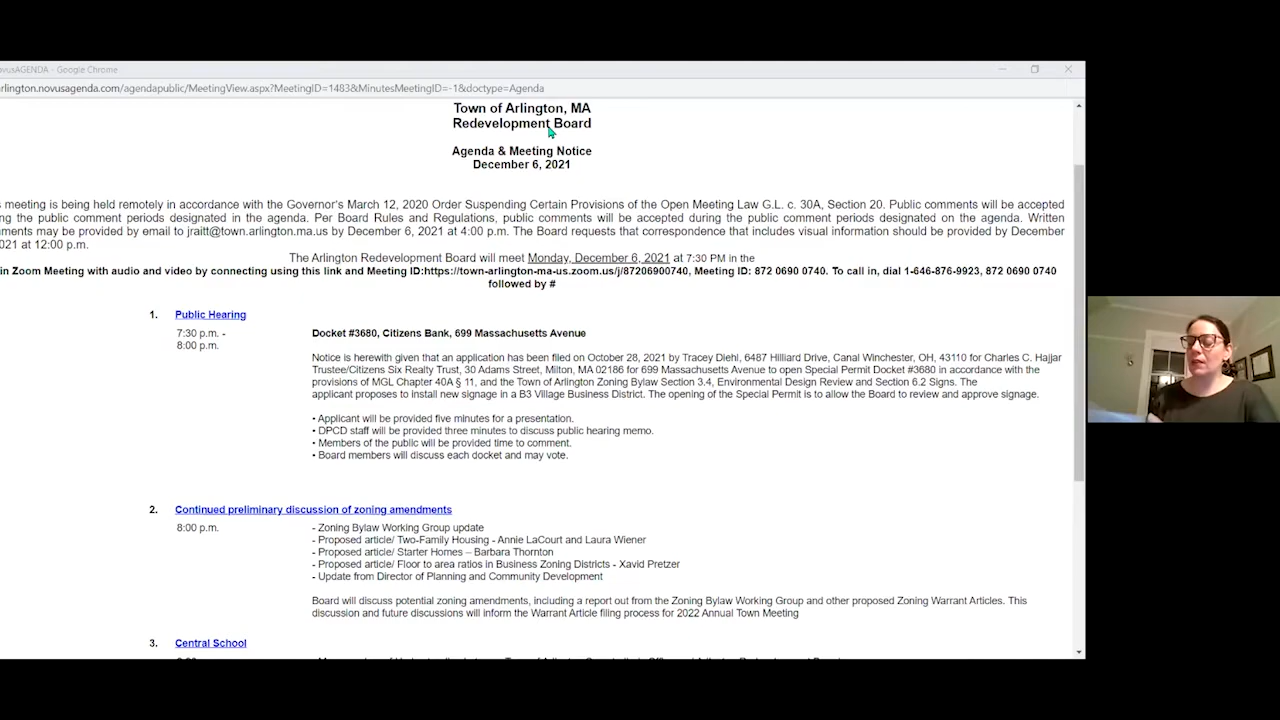 vusAGENDA - Google Chrome
rlington.novusagenda.com/agendapublic/MeetingView.aspx?MeetingID=1483&MinutesMeetingID=-1&doctype=Agenda
Town of Arlington, MA
Redevelopment Board
Agenda & Meeting Notice
December 6, 2021
s meeting is being held remotely in accordance with the Governor's March 12, 2020 Order Suspending Certain Provisions of the Open Meeting Law G.L. c. 30A, Section 20. Public comments will be accepted
ng the public comment periods designated in the agenda. Per Board Rules and Regulations, public comments will be accepted during the public comment periods designated on the agenda. Written
ments may be provided by email to jraitt@town.arlington.ma.us by December 6, 2021 at 4:00 p.m. The Board requests that correspondence that includes visual information should be provided by December
021 at 12:00 p.m.
The Arlington Redevelopment Board will meet Monday, December 6, 2021 at 7:30 PM in the
in Zoom Meeting with audio and video by connecting using this link and Meeting ID:https://town-arlington-ma-us.zoom.us/j/87206900740, Meeting ID: 872 0690 0740. To call in, dial 1-646-876-9923, 872 0690 0740
followed by #
1. Public Hearing
7:30 p.m. -
8:00 p.m.
Docket #3680, Citizens Bank, 699 Massachusetts Avenue
Notice is herewith given that an application has been filed on October 28, 2021 by Tracey Diehl, 6487 Hilliard Drive, Canal Winchester, OH, 43110 for Charles C. Hajjar
Trustee/Citizens Six Realty Trust, 30 Adams Street, Milton, MA 02186 for 699 Massachusetts Avenue to open Special Permit Docket #3680 in accordance with the
provisions of MGL Chapter 40A § 11, and the Town of Arlington Zoning Bylaw Section 3.4, Environmental Design Review and Section 6.2 Signs. The
applicant proposes to install new signage in a B3 Village Business District. The opening of the Special Permit is to allow the Board to review and approve signage.
• Applicant will be provided five minutes for a presentation.
• DPCD staff will be provided three minutes to discuss public hearing memo.
• Members of the public will be provided time to comment.
• Board members will discuss each docket and may vote.
2. Continued preliminary discussion of zoning amendments
8:00 p.m.
- Zoning Bylaw Working Group update
- Proposed article/ Two-Family Housing - Annie LaCourt and Laura Wiener
- Proposed article/ Starter Homes – Barbara Thornton
- Proposed article/ Floor to area ratios in Business Zoning Districts - Xavid Pretzer
- Update from Director of Planning and Community Development
Board will discuss potential zoning amendments, including a report out from the Zoning Bylaw Working Group and other proposed Zoning Warrant Articles. This
discussion and future discussions will inform the Warrant Article filing process for 2022 Annual Town Meeting
3. Central School